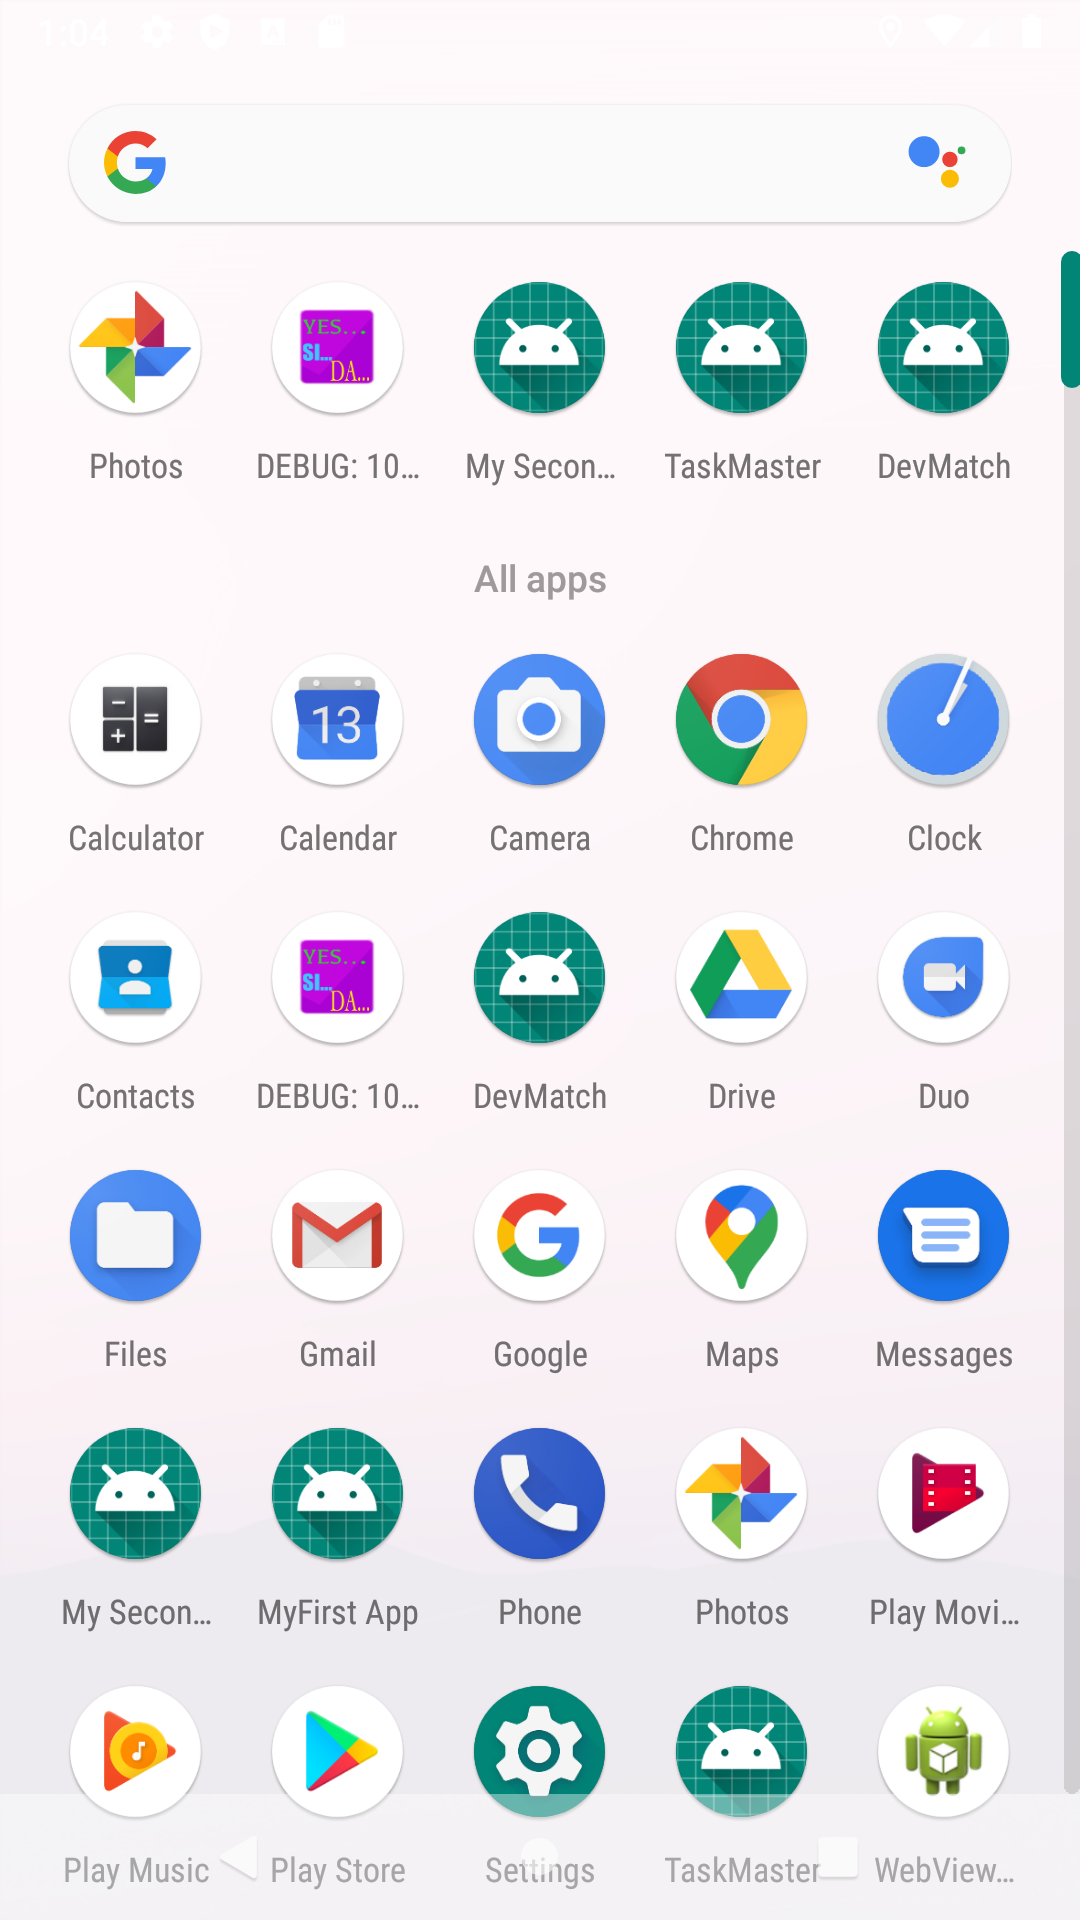 1:04
Photos DEBUG: 10... My Secon... TaskMaster DevMatch
All apps
Calculator Calendar Camera Chrome Clock
Contacts DEBUG: 10... DevMatch Drive Duo
Files Gmail Google Maps Messages
My Secon... MyFirst App Phone Photos Play Movi...
Play Music Play Store Settings TaskMaster WebView...
YES...
SI...
DA...
13
YES...
SI...
DA...